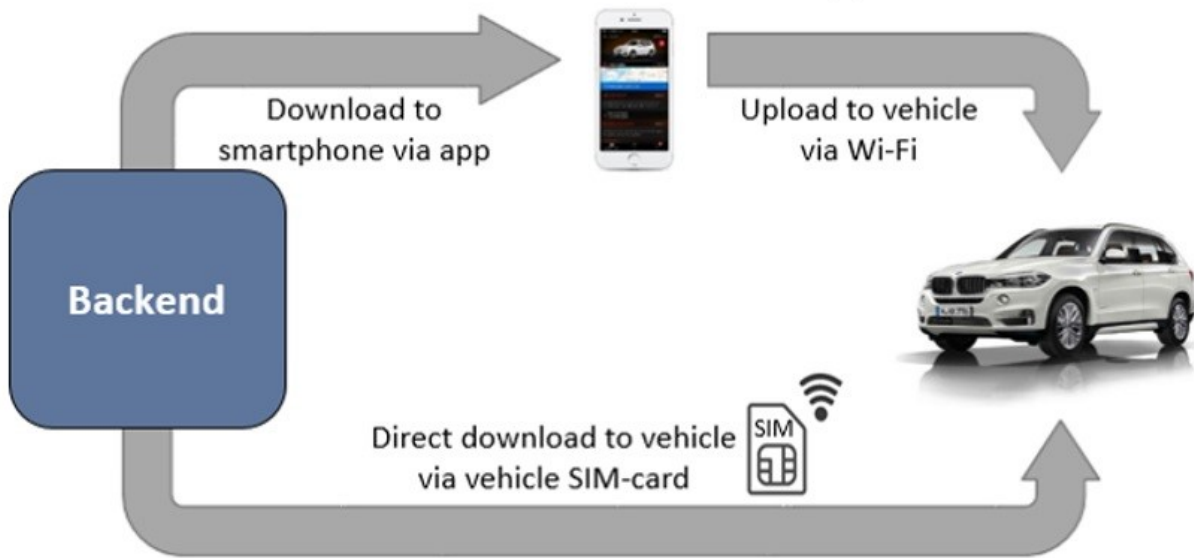 Download to
smartphone via app
Upload to vehicle
via Wi-Fi
Backend
Direct download to vehicle
via vehicle SIM-card
SIM